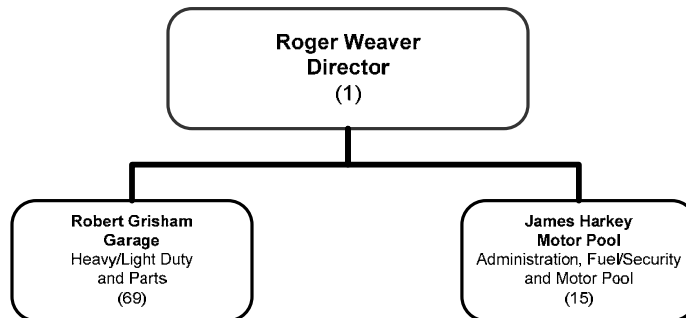 Roger Weaver
Director
(1)
Robert Grisham
Garage
Heavy/Light Duty
and Parts
(69)
James Harkey
Motor Pool
Administration, Fuel/Security
and Motor Pool
(15)